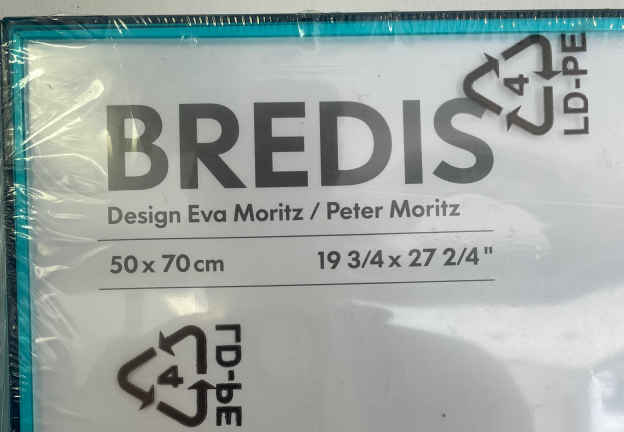 BREDIS
Design Eva Moritz / Peter Moritz
50 x 70 cm
19 3/4 x 27 2/4"
4
LD-PE
4
LD-PE